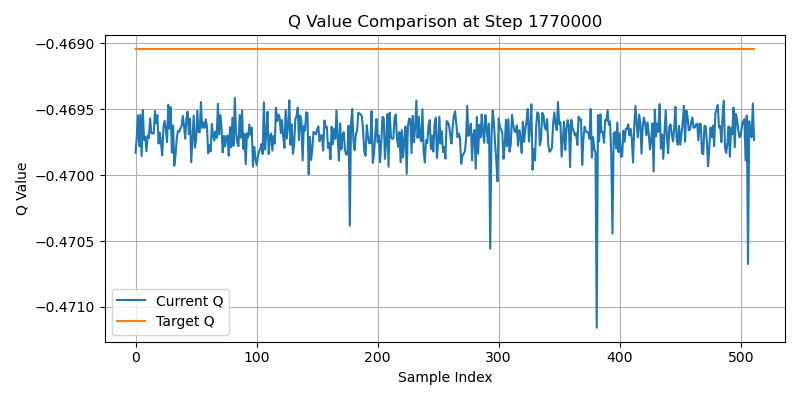 Q Value Comparison at Step 1770000
Q Value
−0.4690
−0.4695
−0.4700
−0.4705
−0.4710
Current Q
Target Q
0 100 200 300 400 500
Sample Index